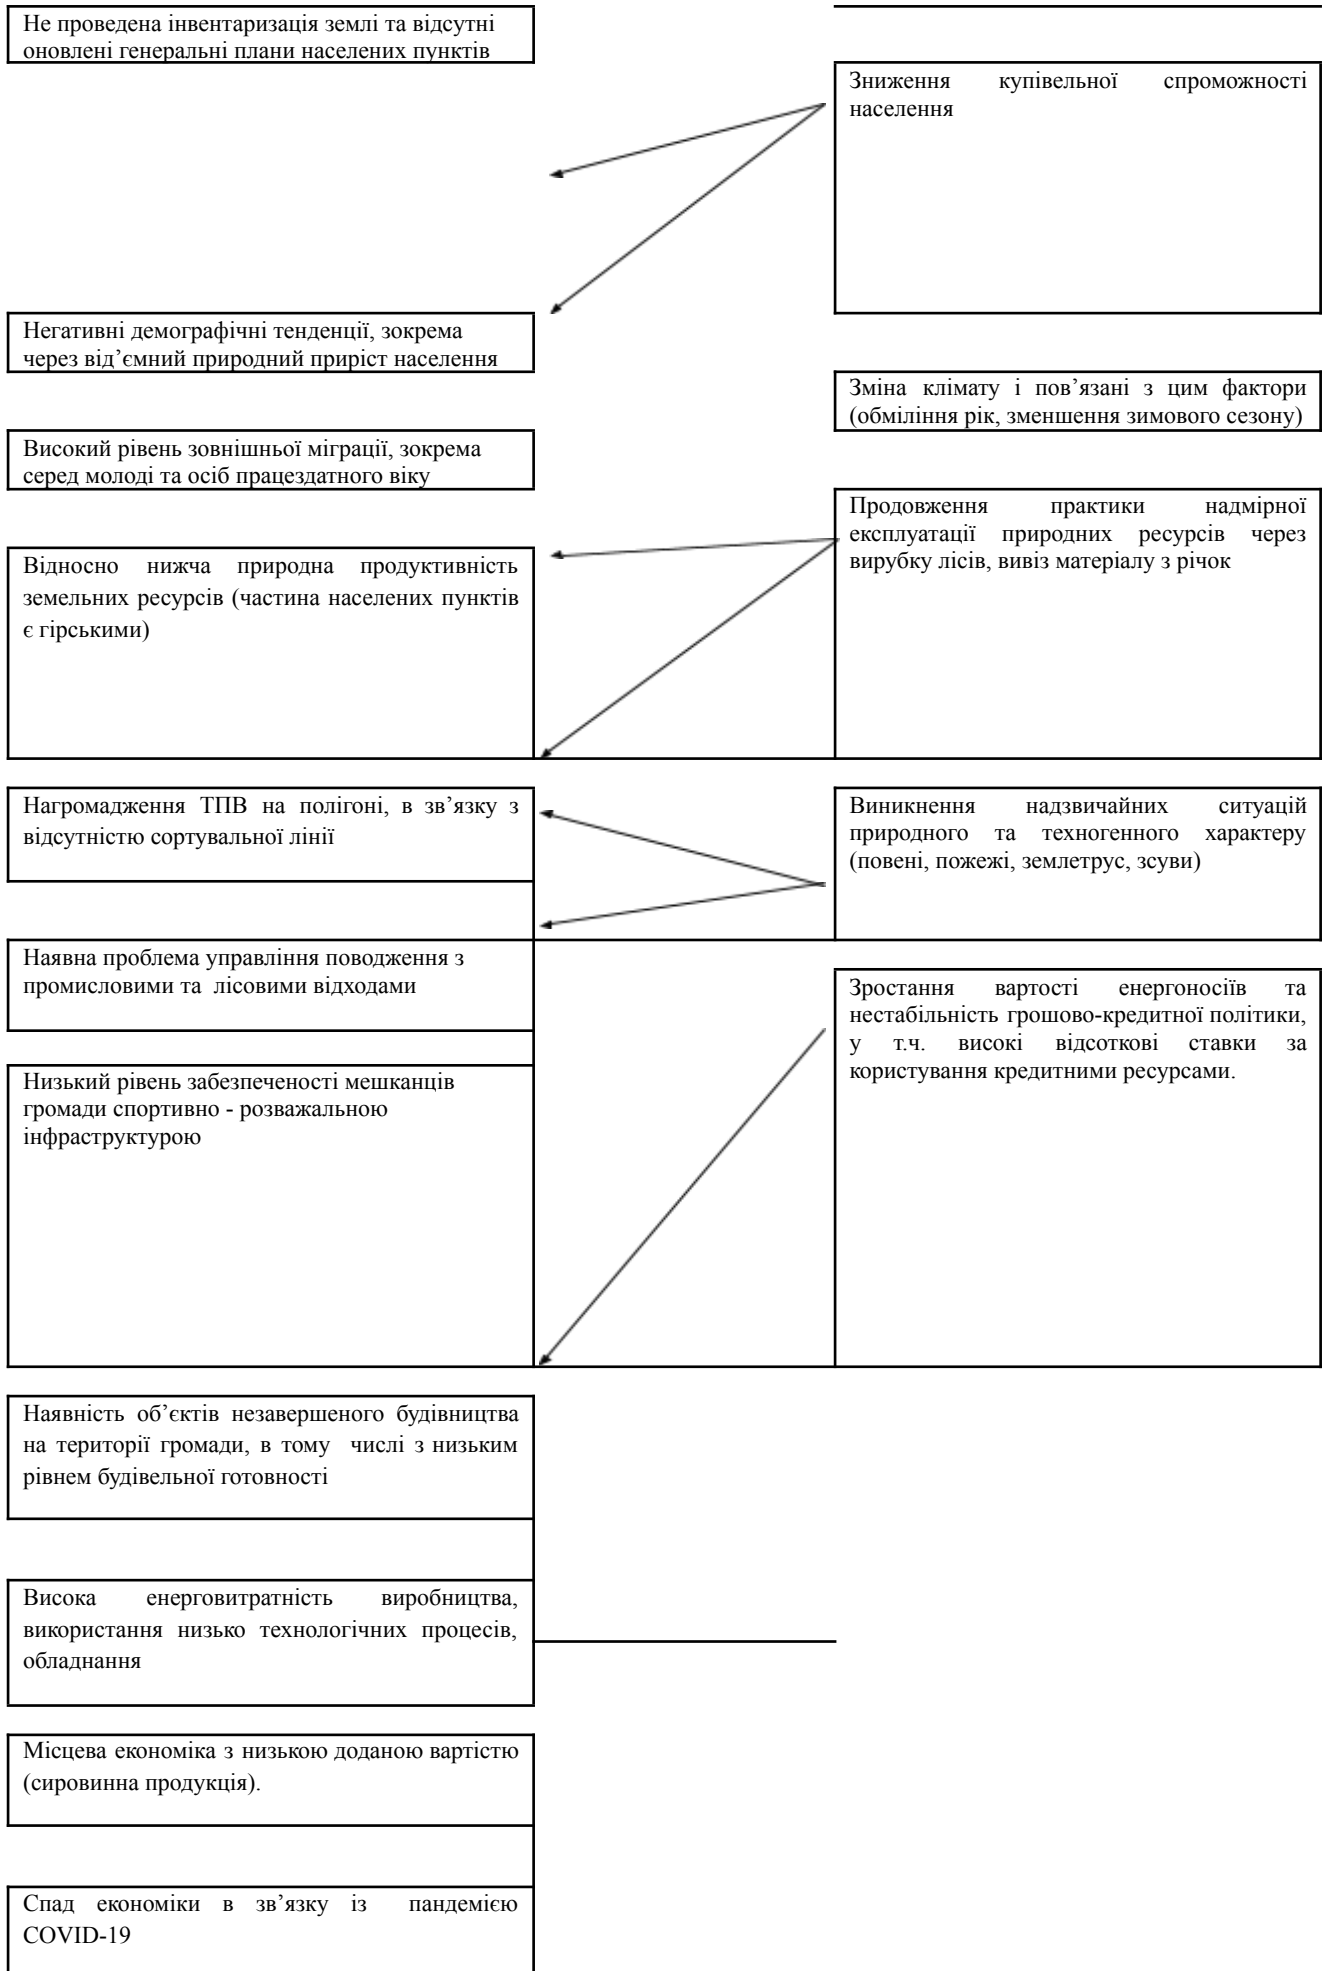 Не проведена інвентаризація землі та відсутні
оновлені генеральні плани населених пунктів
Зниження купівельної спроможності
населення
Негативні демографічні тенденції, зокрема
через від’ємний природний приріст населення
Зміна клімату і пов’язані з цим фактори
(обміління рік, зменшення зимового сезону)
Високий рівень зовнішньої міграції, зокрема
серед молоді та осіб працездатного віку
Продовження практики надмірної
експлуатації природних ресурсів через
вирубку лісів, вивіз матеріалу з річок
Відносно нижча природна продуктивність
земельних ресурсів (частина населених пунктів
є гірськими)
Нагромадження ТПВ на полігоні, в зв’язку з
відсутністю сортувальної лінії
Виникнення надзвичайних ситуацій
природного та техногенного характеру
(повені, пожежі, землетрус, зсуви)
Наявна проблема управління поводження з
промисловими та лісовими відходами
Зростання вартості енергоносіїв та
нестабільність грошово-кредитної політики,
у т.ч. високі відсоткові ставки за
користування кредитними ресурсами.
Низький рівень забезпеченості мешканців
громади спортивно - розважальною
інфраструктурою
Наявність об’єктів незавершеного будівництва
на території громади, в тому числі з низьким
рівнем будівельної готовності
Висока енерговитратність виробництва,
використання низько технологічних процесів,
обладнання
Місцева економіка з низькою доданою вартістю
(сировинна продукція).
Спад економіки в зв’язку із пандемією
COVID-19